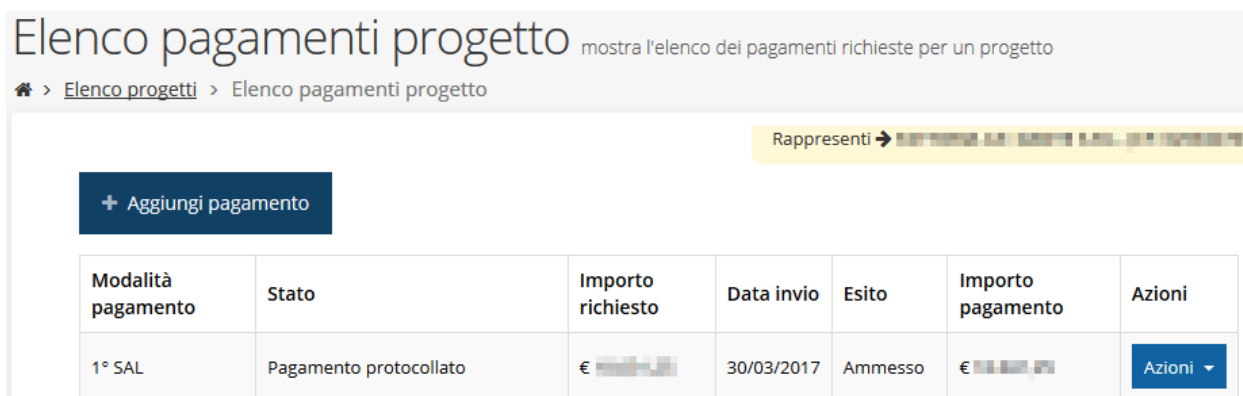 Elenco pagamenti progetto mostra l'elenco dei pagamenti richieste per un progetto
> Elenco progetti > Elenco pagamenti progetto
Rappresenti →
+ Aggiungi pagamento
Modalità pagamento Stato Importo richiesto Data invio Esito Importo pagamento Azioni
1° SAL Pagamento protocollato € 30/03/2017 Ammesso € Azioni